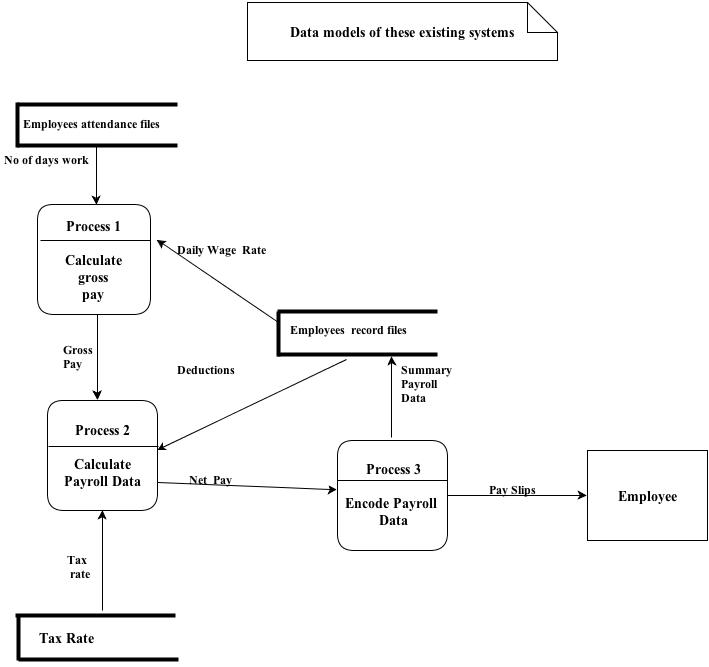 Data models of these existing systems
Employees attendance files
No of days work
Process 1
Calculate
gross
pay
Daily Wage Rate
Employees record files
Gross
Pay
Deductions
Summary
Payroll
Data
Process 2
Calculate
Payroll Data
Net Pay
Process 3
Encode Payroll
Data
Pay Slips
Employee
Tax
rate
Tax Rate